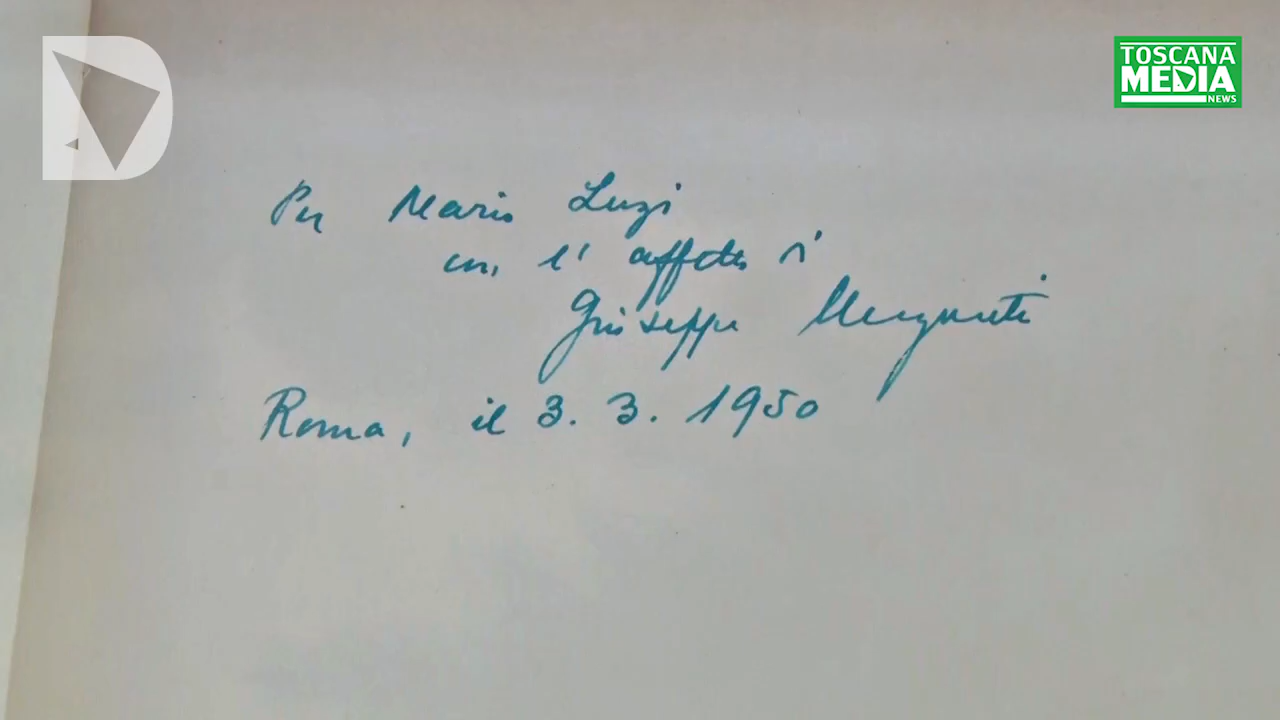 TOSCANA
MEDIA
NEWS
Per Mario Luzi
con l'affetto di
Giuseppe Ungaretti
Roma, il 3. 3. 1950